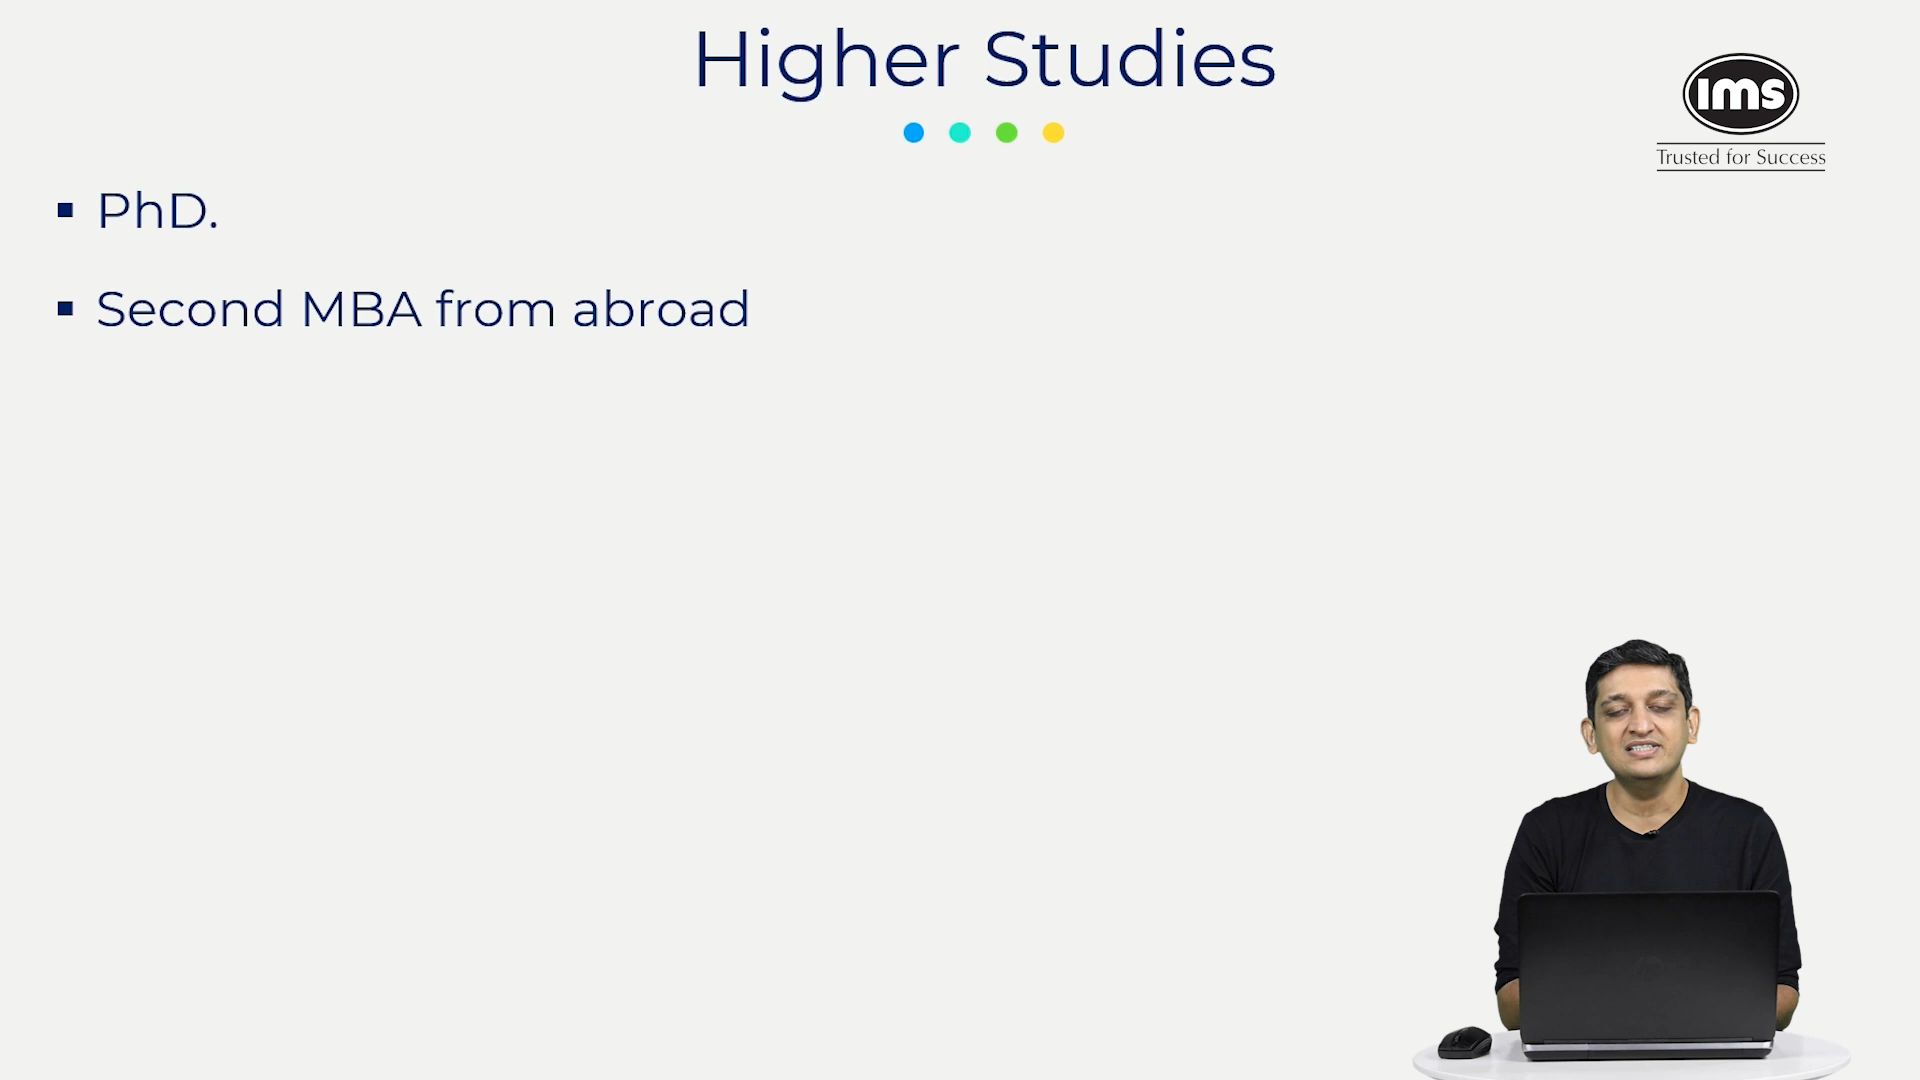 Higher Studies
ims
Trusted for Success
PhD.
Second MBA from abroad